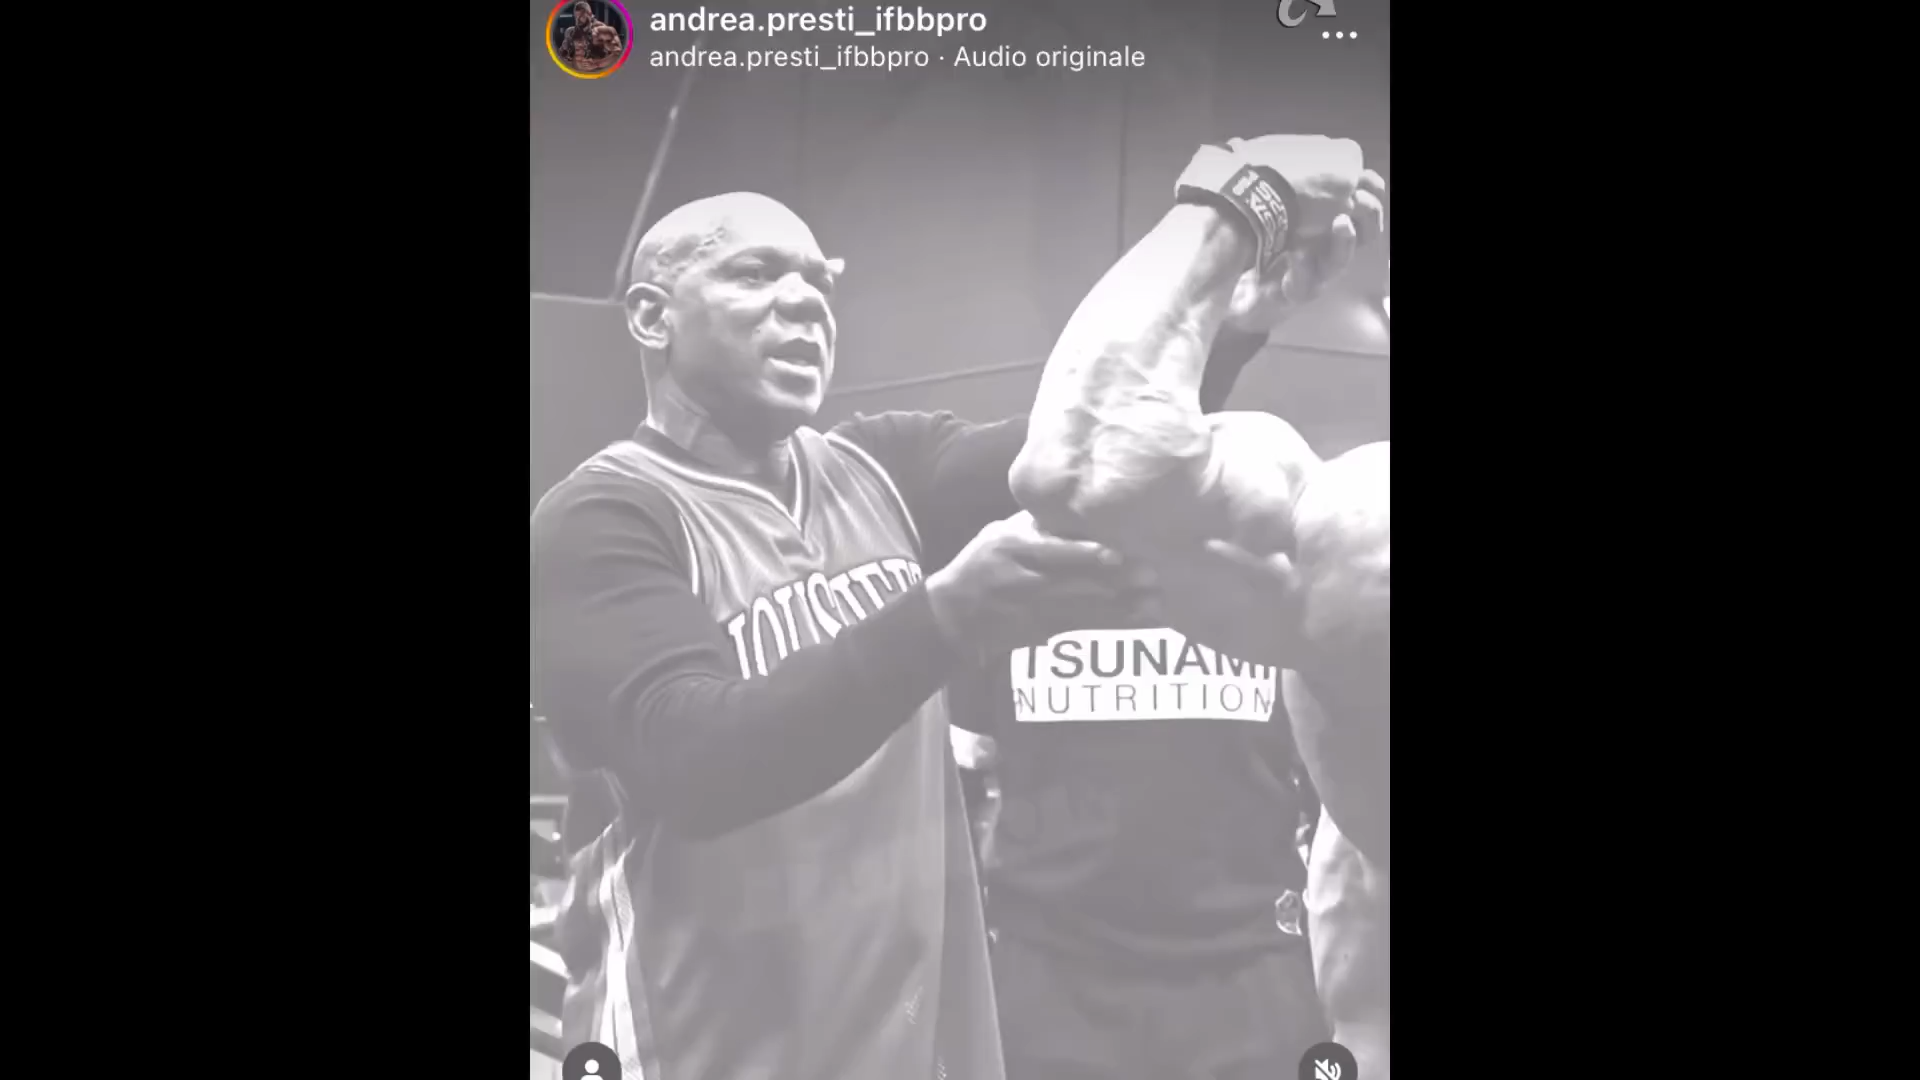 andrea.presti_ifbbpro
andrea.presti_ifbbpro · Audio originale
TSUNAMI
NUTRITION